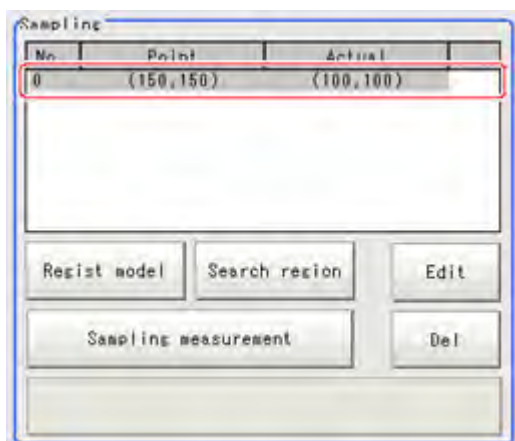 Sampling
No. Point Actual
0 (150,150) (100,100)
Regist model Search region Edit
Sampling measurement Del